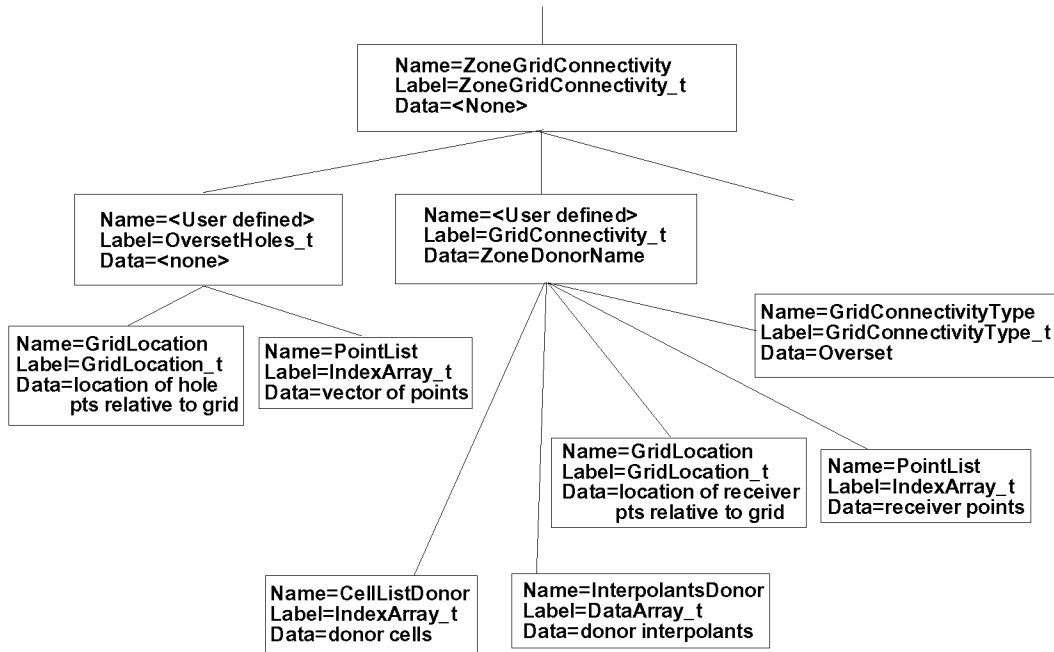 Name=ZoneGridConnectivity
Label=ZoneGridConnectivity_t
Data=<None>
Name=<User defined>
Label=OversetHoles_t
Data=<none>
Name=<User defined>
Label=GridConnectivity_t
Data=ZoneDonorName
Name=GridConnectivityType
Label=GridConnectivityType_t
Data=Overset
Name=GridLocation
Label=GridLocation_t
Data=location of hole
pts relative to grid
Name=PointList
Label=IndexArray_t
Data=vector of points
Name=GridLocation
Label=GridLocation_t
Data=location of receiver
pts relative to grid
Name=PointList
Label=IndexArray_t
Data=receiver points
Name=CellListDonor
Label=IndexArray_t
Data=donor cells
Name=InterpolantsDonor
Label=DataArray_t
Data=donor interpolants